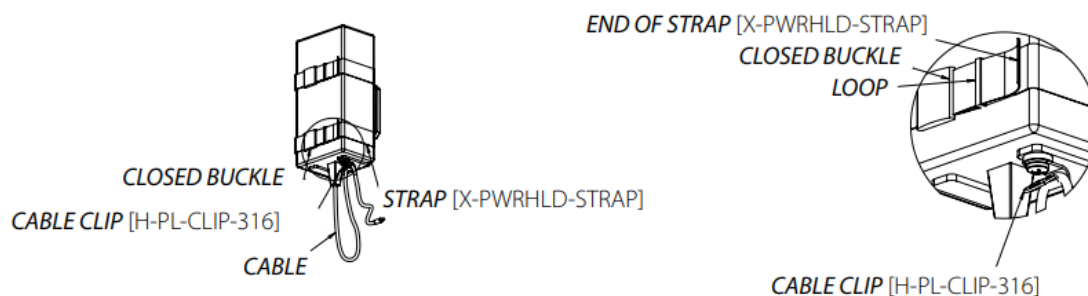 END OF STRAP [X-PWRHLD-STRAP]
CLOSED BUCKLE
LOOP
CLOSED BUCKLE
STRAP [X-PWRHLD-STRAP]
CABLE CLIP [H-PL-CLIP-316]
CABLE
CABLE CLIP [H-PL-CLIP-316]